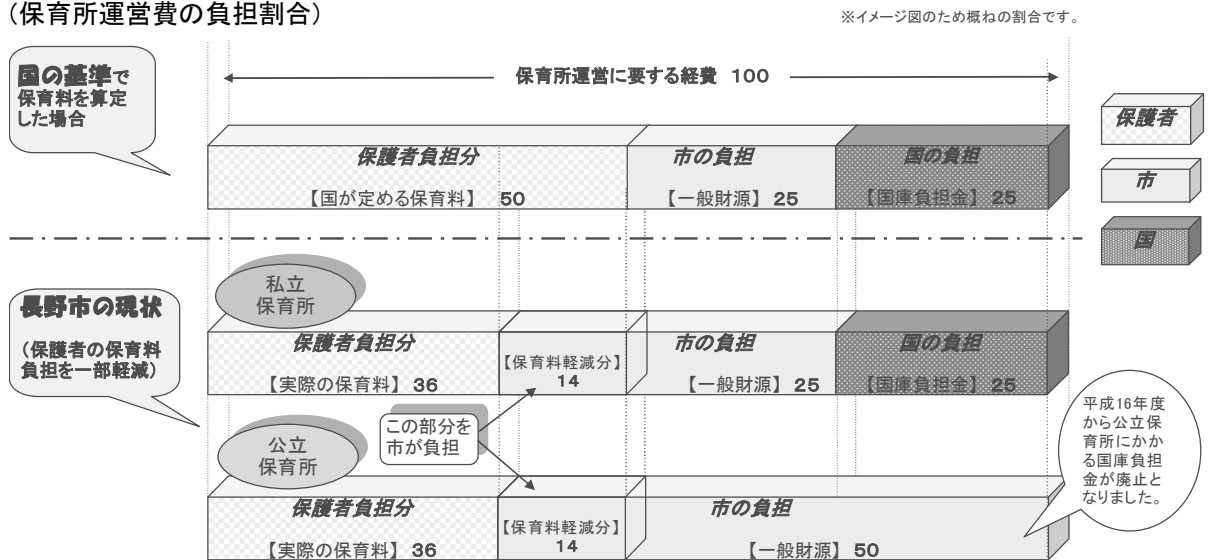 (保育所運営費の負担割合)
※イメージ図のため概ねの割合です。
国の基準で
保育料を算定
した場合
保育所運営に要する経費 100
保護者
市
国
保護者負担分
【国が定める保育料】 50
市の負担
【一般財源】 25
国の負担
【国庫負担金】 25
長野市の現状
(保護者の保育料
負担を一部軽減)
私立
保育所
保護者負担分
【実際の保育料】 36
【保育料軽減分】
14
市の負担
【一般財源】 25
国の負担
【国庫負担金】 25
この部分を
市が負担
公立
保育所
保護者負担分
【実際の保育料】 36
【保育料軽減分】
14
市の負担
【一般財源】 50
平成16年度
から公立保
育所にかか
る国庫負担
金が廃止と
なりました。